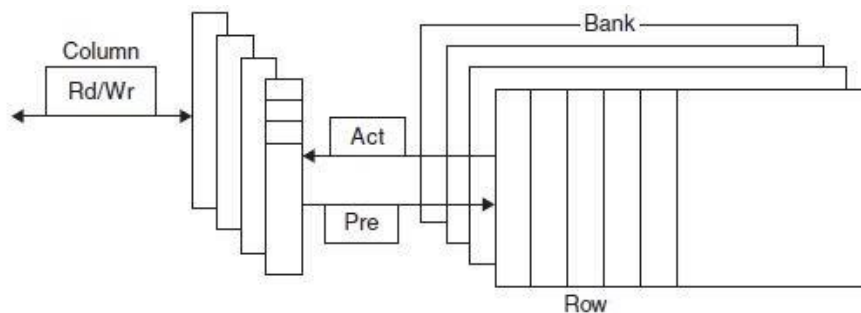 Column
Rd/Wr
Bank
Act
Pre
Row